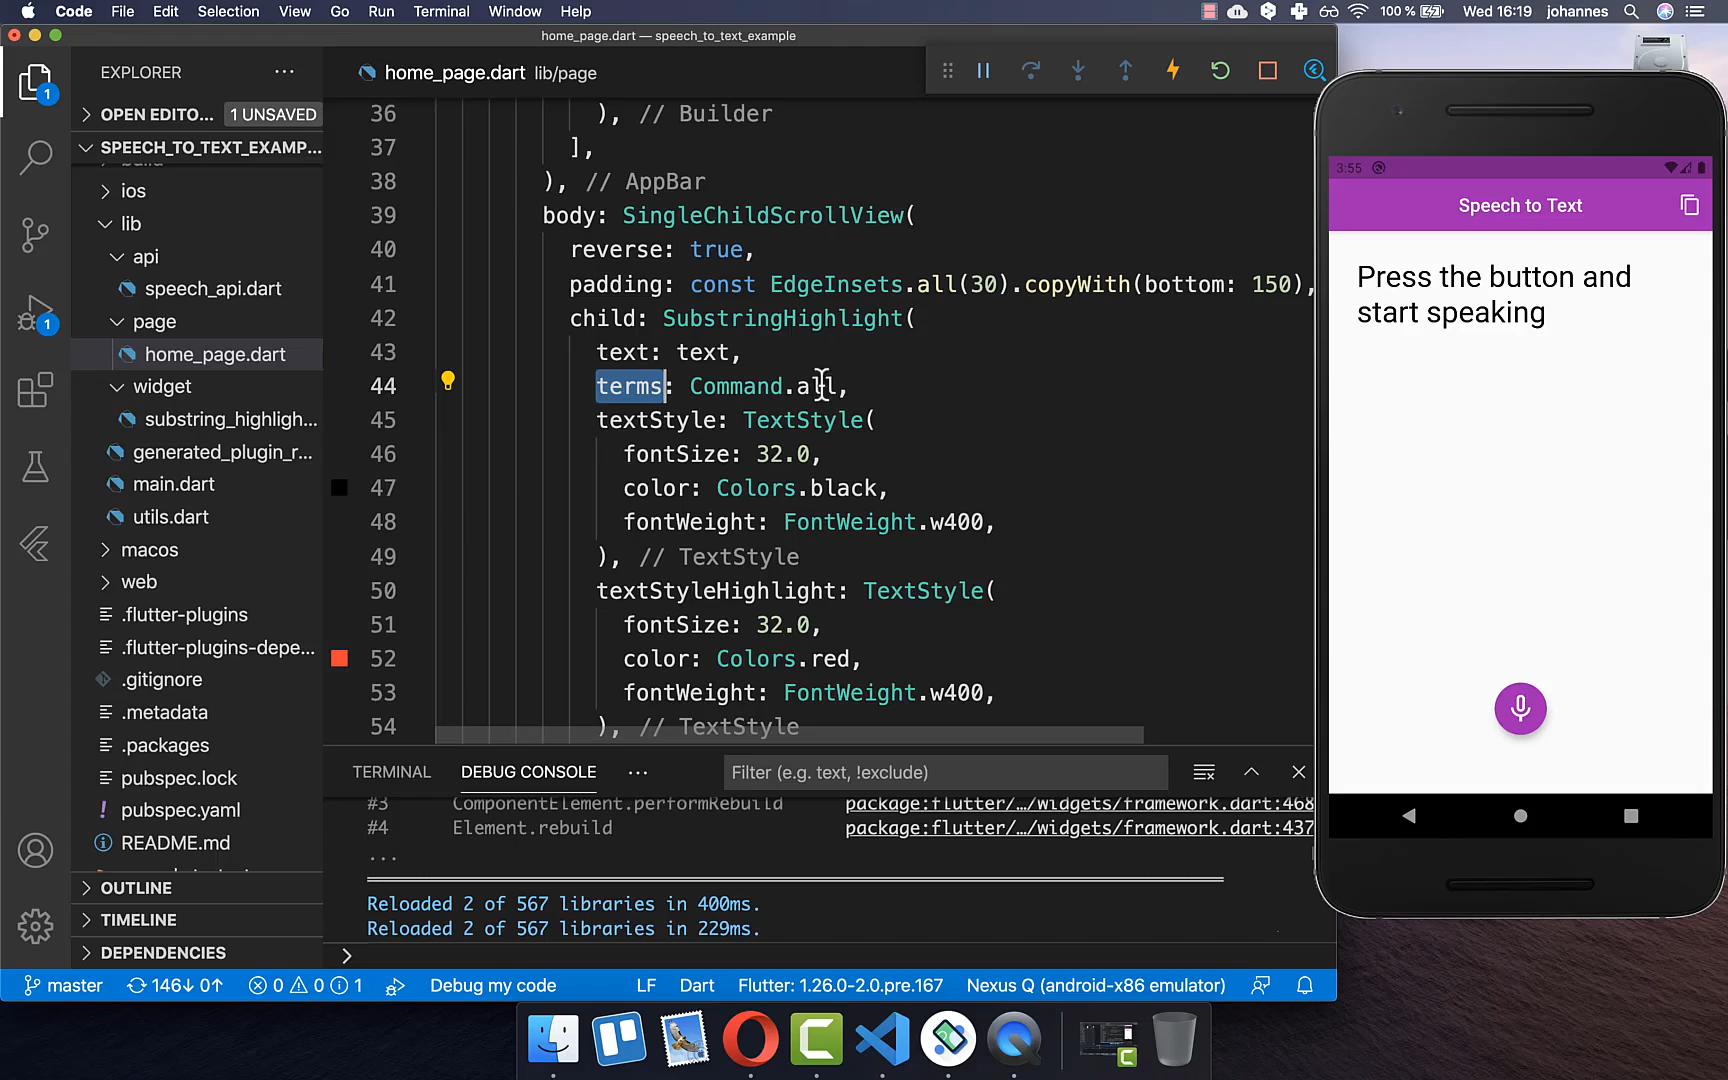 Code File Edit Selection View Go Run Terminal Window Help 100 % Wed 16:19 johannes
home_page.dart — speech_to_text_example
EXPLORER
home_page.dart lib/page
OPEN EDITO... 1 UNSAVED
SPEECH_TO_TEXT_EXAMP...
ios
lib
api
speech_api.dart
page
home_page.dart
widget
substring_highligh...
generated_plugin_r...
main.dart
utils.dart
macos
web
.flutter-plugins
.flutter-plugins-depe...
.gitignore
.metadata
.packages
pubspec.lock
pubspec.yaml
README.md
OUTLINE
TIMELINE
DEPENDENCIES
1
1
36 ), // Builder
37 ],
38 ), // AppBar
39 body: SingleChildScrollView(
40 reverse: true,
41 padding: const EdgeInsets.all(30).copyWith(bottom: 150),
42 child: SubstringHighlight(
43 text: text,
44 terms: Command.all,
45 textStyle: TextStyle(
46 fontSize: 32.0,
47 color: Colors.black,
48 fontWeight: FontWeight.w400,
49 ), // TextStyle
50 textStyleHighlight: TextStyle(
51 fontSize: 32.0,
52 color: Colors.red,
53 fontWeight: FontWeight.w400,
54 ), // TextStyle
TERMINAL DEBUG CONSOLE ... Filter (e.g. text, !exclude)
#3 ComponentElement.performRebuild package:flutter/…/widgets/framework.dart:468
#4 Element.rebuild package:flutter/…/widgets/framework.dart:437
...
Reloaded 2 of 567 libraries in 400ms.
Reloaded 2 of 567 libraries in 229ms.
master 146↓ 0↑ 0 0 1 Debug my code LF Dart Flutter: 1.26.0-2.0.pre.167 Nexus Q (android-x86 emulator)
3:55
Speech to Text
Press the button and
start speaking